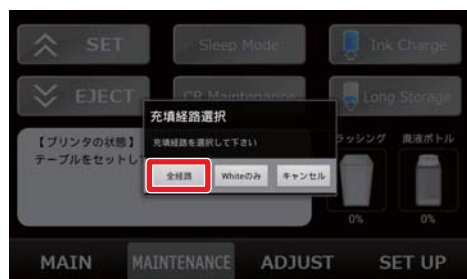 SET
Sleep Mode
Ink Charge
EJECT
CP Maintenance
Long Storage
充填経路選択
充填経路を選択して下さい
全経路
Whiteのみ
キャンセル
【プリンタの状態】
テーブルをセットし
ラッシング
廃液ボトル
0%
0%
MAIN
MAINTENANCE
ADJUST
SET UP